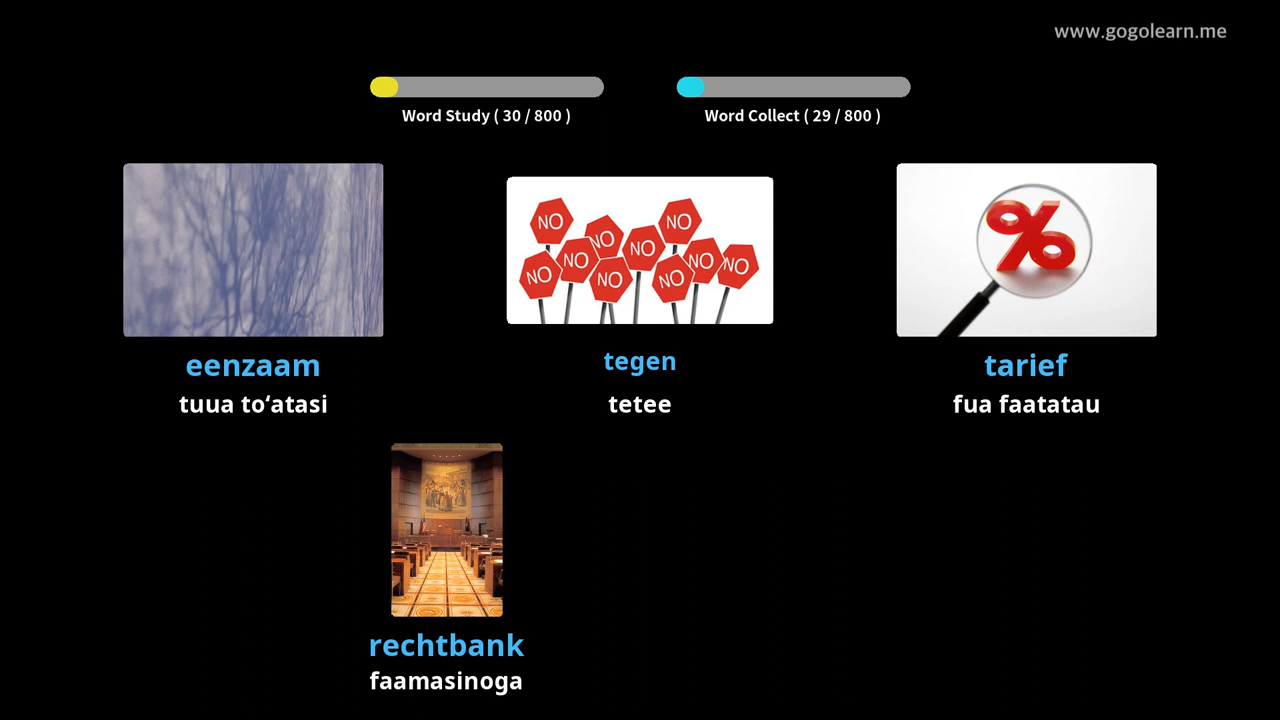 www.gogolearn.me
Word Study ( 30 / 800 )
Word Collect ( 29 / 800 )
NO
NO
NO
NO
NO
NO
NO
NO
NO
NO
%
eenzaam
tuua to‘atasi
tegen
tetee
tarief
fua faatatau
rechtbank
faamasinoga